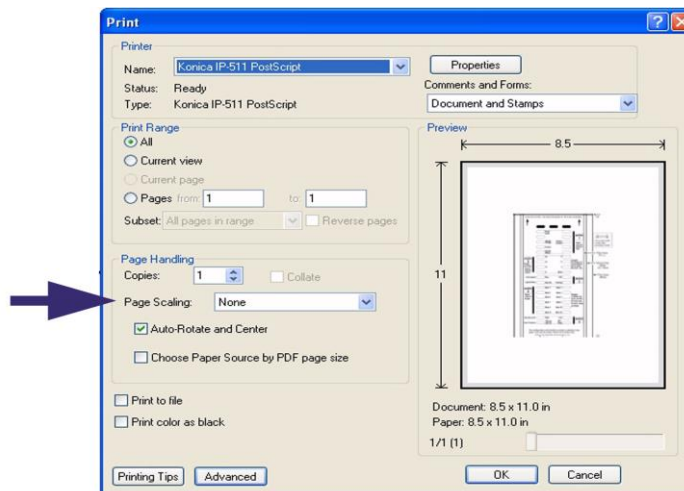 Print
Printer
Name: Konica IP-511 PostScript
Properties
Status: Ready
Comments and Forms:
Type: Konica IP-511 PostScript
Document and Stamps
Print Range
All
Current view
Current page
Pages from: 1 to: 1
Subset: All pages in range
Reverse pages
Page Handling
Copies: 1
Collate
Page Scaling: None
Auto-Rotate and Center
Choose Paper Source by PDF page size
Print to file
Print color as black
Preview
8.5
11
Document: 8.5 x 11.0 in
Paper: 8.5 x 11.0 in
1/1 (1)
Printing Tips
Advanced
OK
Cancel